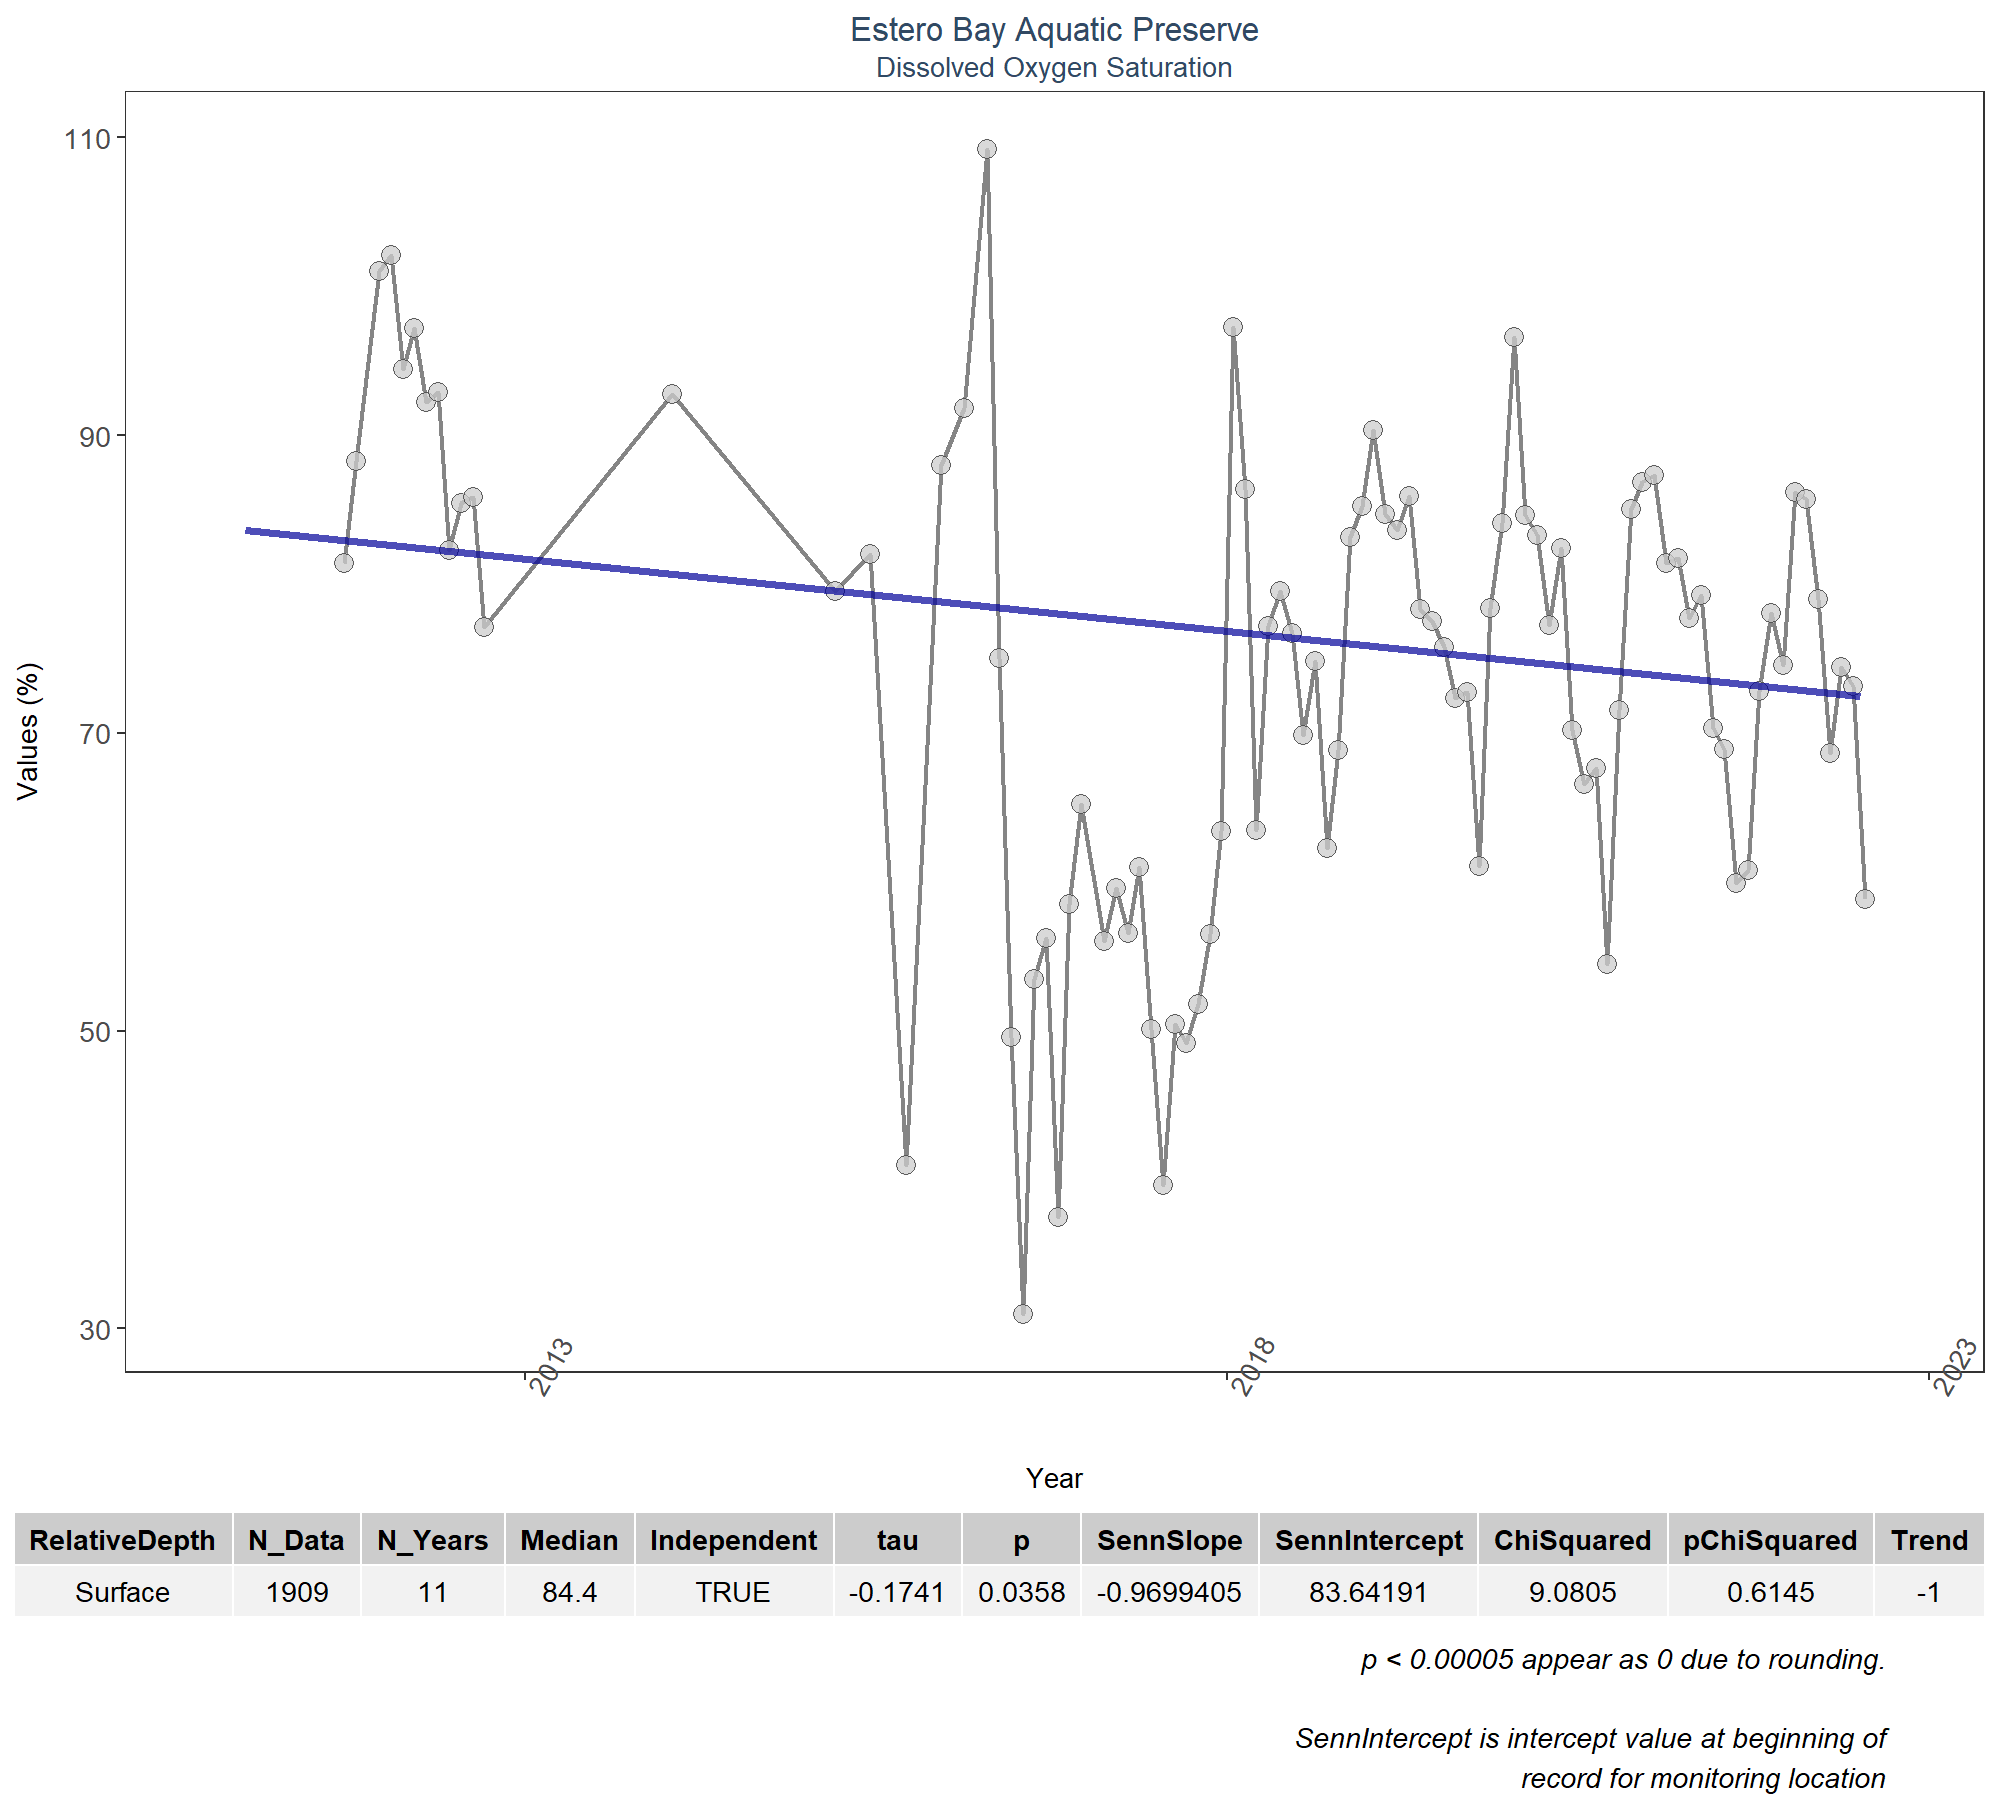 Estero Bay Aquatic Preserve
Dissolved Oxygen Saturation
110
90
70
50
30
Values (%)
2013
2018
2023
Year
RelativeDepth N_Data N_Years Median Independent tau p SennSlope SennIntercept ChiSquared pChiSquared Trend
Surface 1909 11 84.4 TRUE -0.1741 0.0358 -0.9699405 83.64191 9.0805 0.6145 -1
p < 0.00005 appear as 0 due to rounding.
SennIntercept is intercept value at beginning of
record for monitoring location